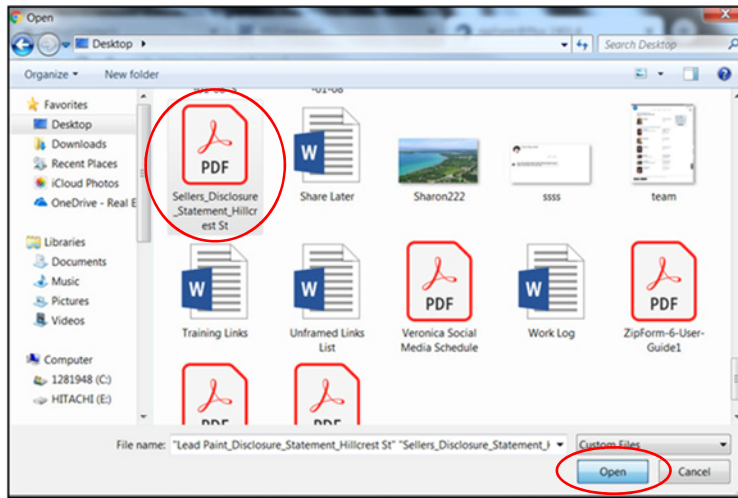 Open
Desktop
Search Desktop
Organize
New folder
Favorites
Desktop
Downloads
Recent Places
iCloud Photos
OneDrive - Real E
Libraries
Documents
Music
Pictures
Videos
Computer
1281948 (C:)
HITACHI (E:)
-01-08
PDF
Sellers_Disclosure
_Statement_Hillcr
est St
W
Share Later
Sharon222
ssss
team
W
Training Links
W
Unframed Links
List
PDF
Veronica Social
Media Schedule
W
Work Log
PDF
ZipForm-6-User-
Guide1
PDF
PDF
File name:
"Lead Paint_Disclosure_Statement_Hillcrest St" "Sellers_Disclosure_Statement_H
Custom Files
Open
Cancel